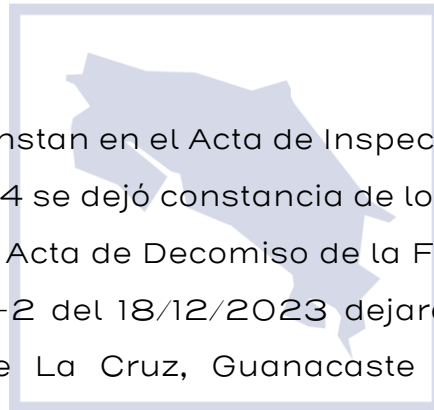 nstan en el Acta de Inspec
4 se dejó constancia de lo
Acta de Decomiso de la F
-2 del 18/12/2023 dejar
e La Cruz, Guanacaste